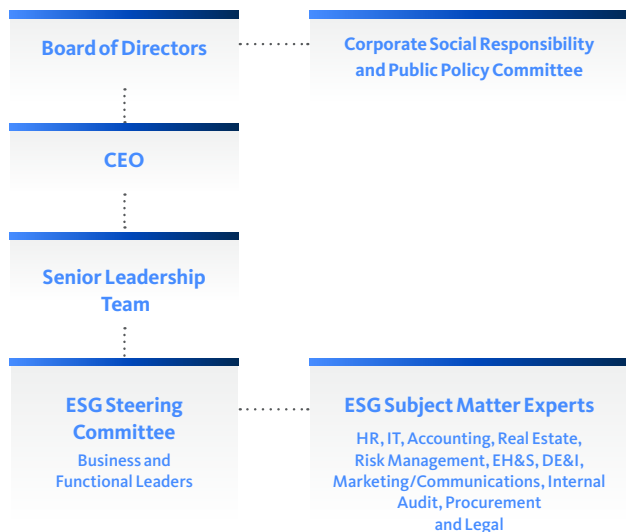 Board of Directors
Corporate Social Responsibility
and Public Policy Committee
CEO
Senior Leadership
Team
ESG Steering
Committee
Business and
Functional Leaders
ESG Subject Matter Experts
HR, IT, Accounting, Real Estate,
Risk Management, EH&S, DE&I,
Marketing/Communications, Internal
Audit, Procurement
and Legal